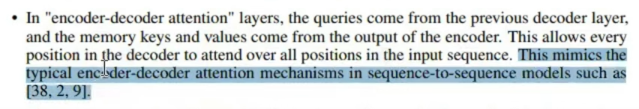 • In "encoder-decoder attention" layers, the queries come from the previous decoder layer,
and the memory keys and values come from the output of the encoder. This allows every
position in the decoder to attend over all positions in the input sequence. This mimics the
typical encoder-decoder attention mechanisms in sequence-to-sequence models such as
[38, 2, 9].